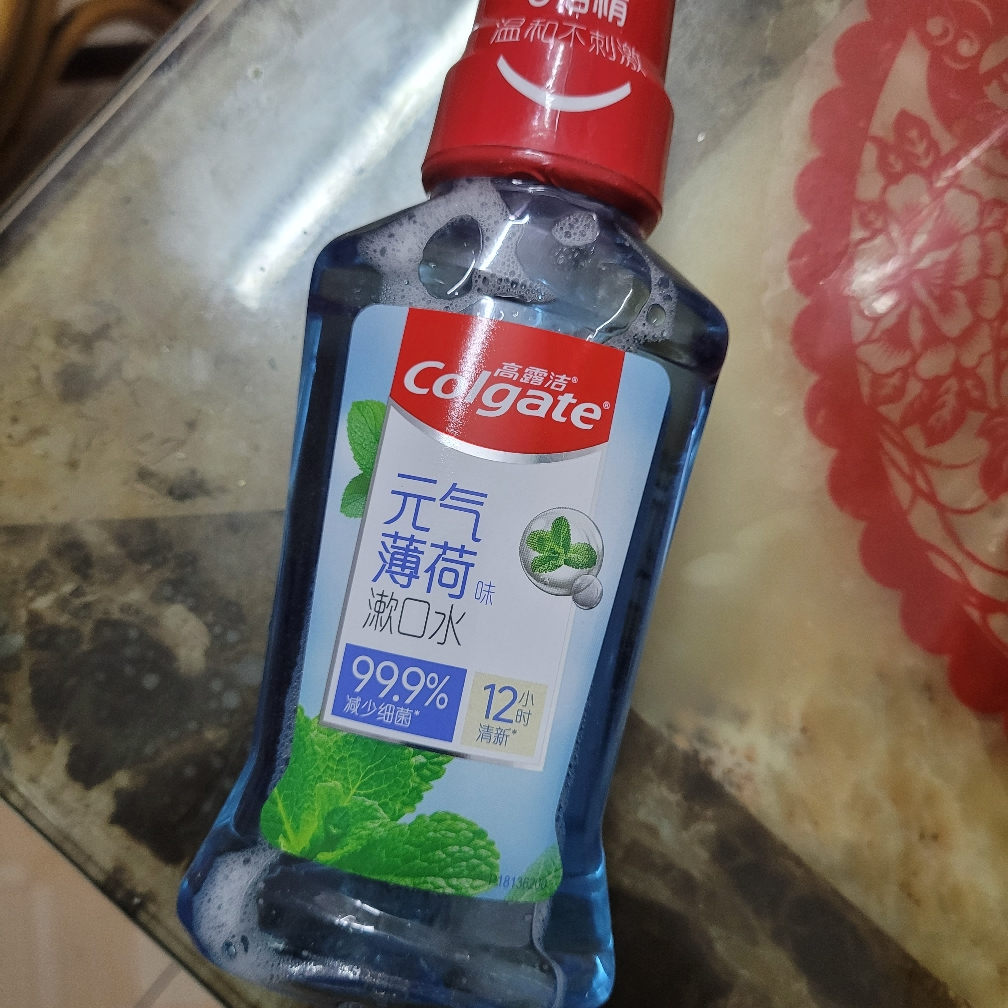 温和不刺激
高露洁®
Colgate®
元气
薄荷味
漱口水
99.9%
减少细菌*
12小时
清新*